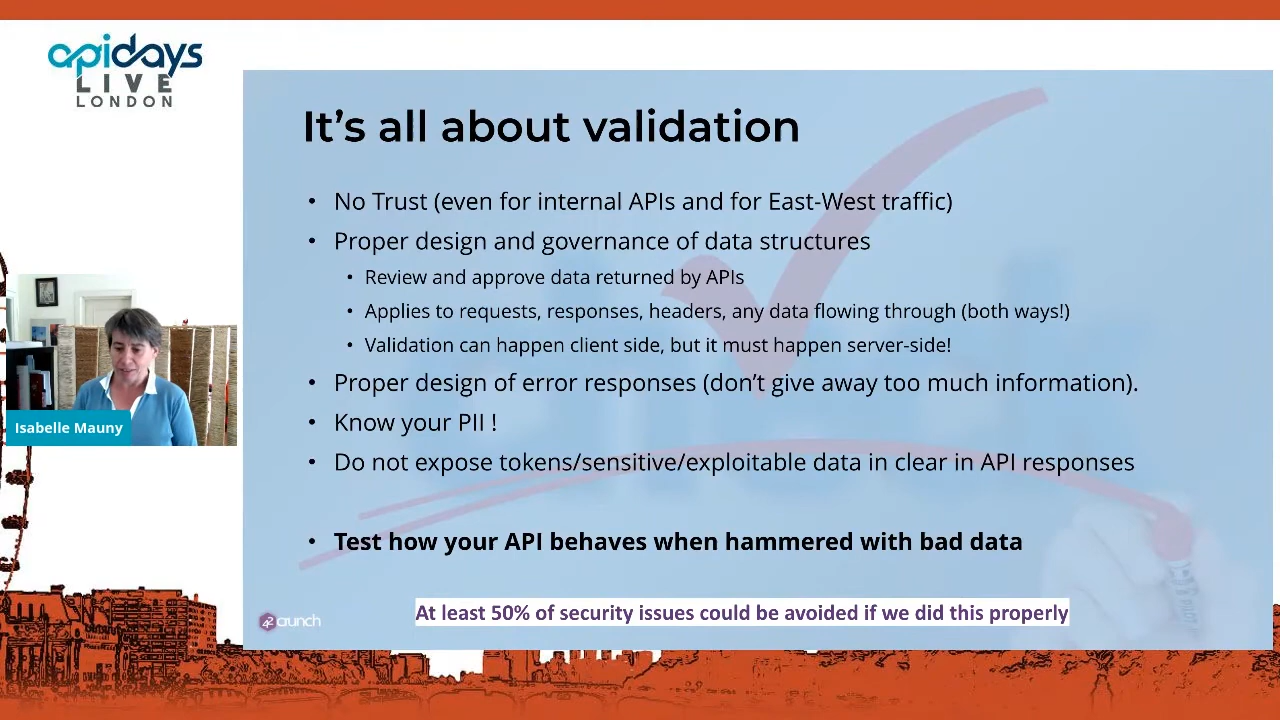 apidays
LIVE
LONDON
It's all about validation
• No Trust (even for internal APIs and for East-West traffic)
• Proper design and governance of data structures
• Review and approve data returned by APIs
• Applies to requests, responses, headers, any data flowing through (both ways!)
• Validation can happen client side, but it must happen server-side!
• Proper design of error responses (don't give away too much information).
• Know your PII !
• Do not expose tokens/sensitive/exploitable data in clear in API responses
• Test how your API behaves when hammered with bad data
At least 50% of security issues could be avoided if we did this properly
42 crunch
Isabelle Mauny